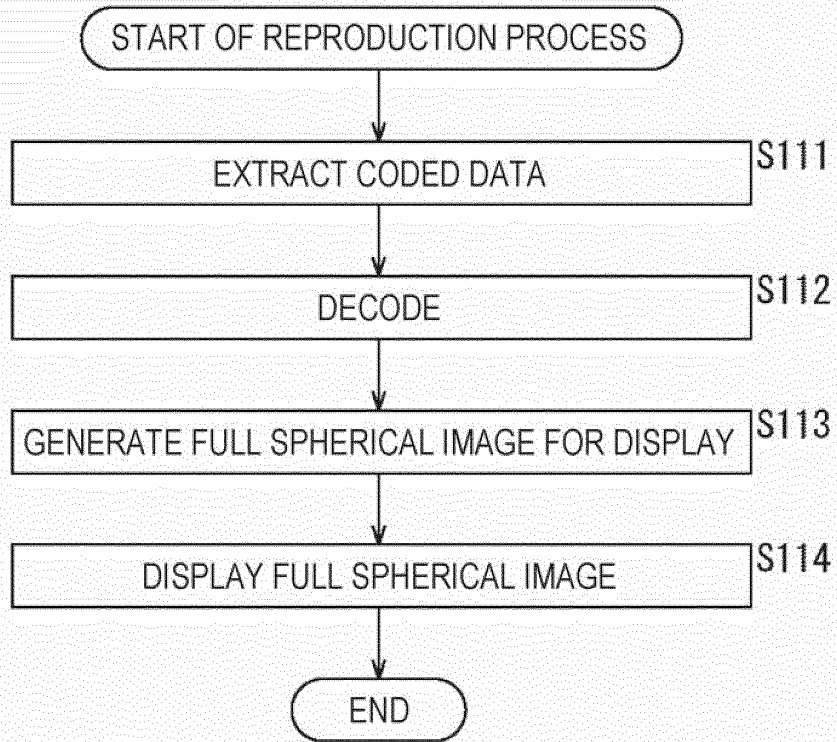 START OF REPRODUCTION PROCESS
S111
EXTRACT CODED DATA
S112
DECODE
S113
GENERATE FULL SPHERICAL IMAGE FOR DISPLAY
S114
DISPLAY FULL SPHERICAL IMAGE
END